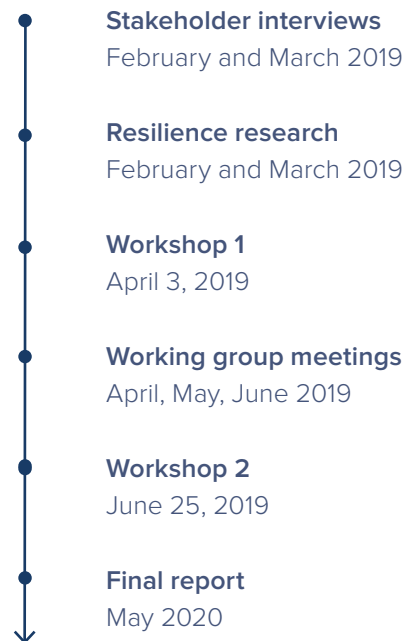 Stakeholder interviews
February and March 2019
Resilience research
February and March 2019
Workshop 1
April 3, 2019
Working group meetings
April, May, June 2019
Workshop 2
June 25, 2019
Final report
May 2020